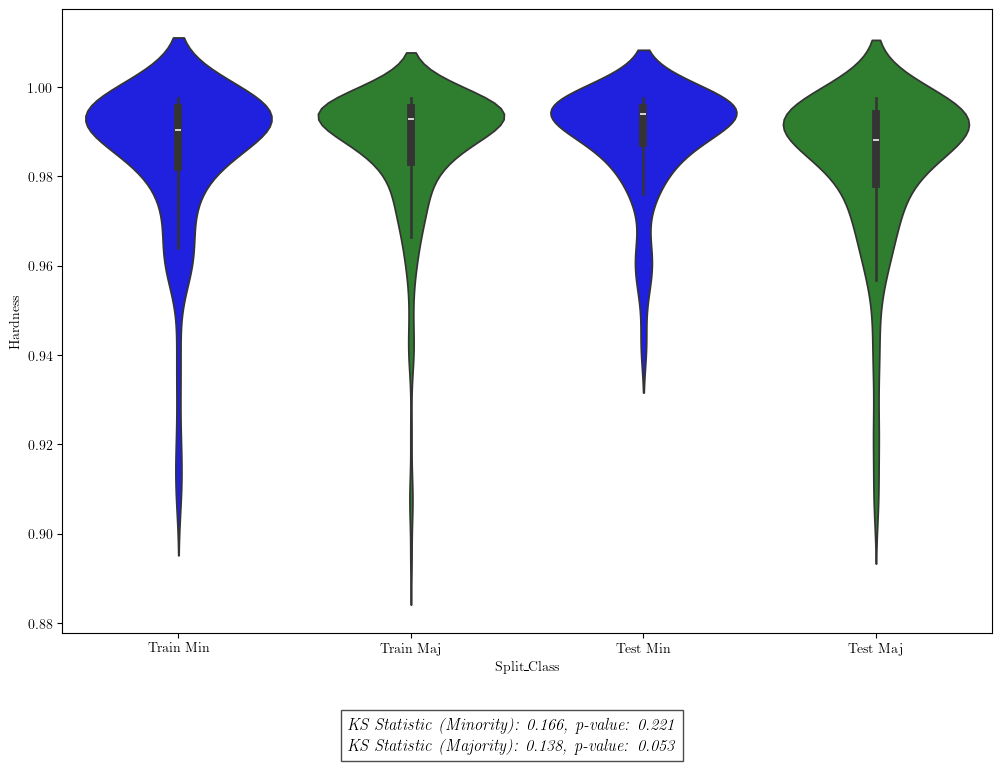 1.00
0.98
0.96
0.94
0.92
0.90
0.88
Hardness
Train Min
Train Maj
Test Min
Test Maj
Split_Class
KS Statistic (Minority): 0.166, p-value: 0.221
KS Statistic (Majority): 0.138, p-value: 0.053